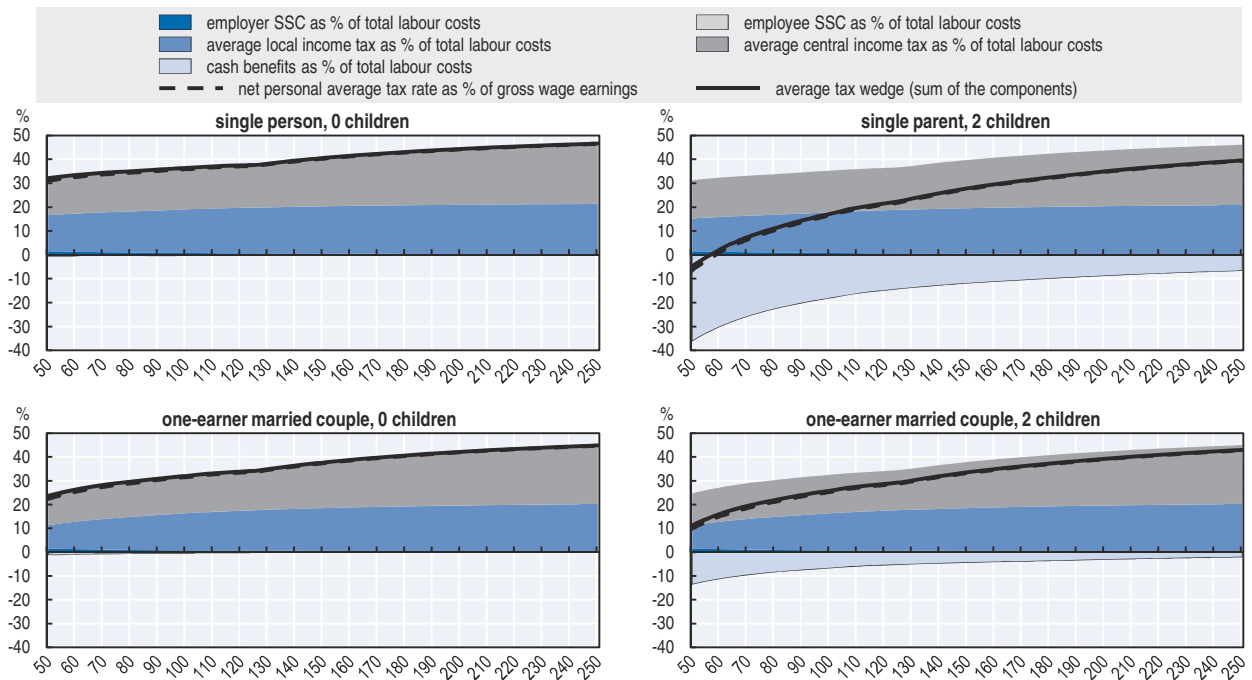 employer SSC as % of total labour costs
employee SSC as % of total labour costs
average local income tax as % of total labour costs
average central income tax as % of total labour costs
cash benefits as % of total labour costs
net personal average tax rate as % of gross wage earnings
average tax wedge (sum of the components)
%
single person, 0 children
50
40
30
20
10
0
-10
-20
-30
-40
50 60 70 80 90 100 110 120 130 140 150 160 170 180 190 200 210 220 230 240 250
%
single parent, 2 children
50
40
30
20
10
0
-10
-20
-30
-40
50 60 70 80 90 100 110 120 130 140 150 160 170 180 190 200 210 220 230 240 250
%
one-earner married couple, 0 children
50
40
30
20
10
0
-10
-20
-30
-40
50 60 70 80 90 100 110 120 130 140 150 160 170 180 190 200 210 220 230 240 250
%
one-earner married couple, 2 children
50
40
30
20
10
0
-10
-20
-30
-40
50 60 70 80 90 100 110 120 130 140 150 160 170 180 190 200 210 220 230 240 250